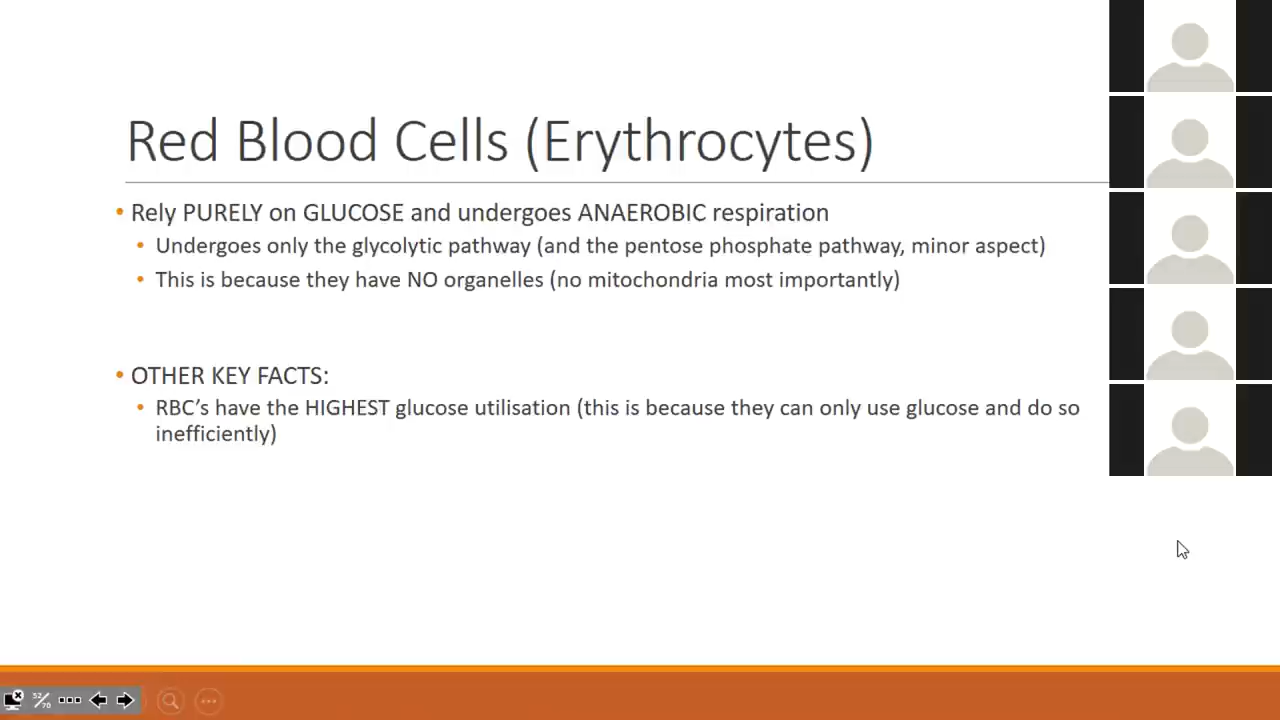 Red Blood Cells (Erythrocytes)
• Rely PURELY on GLUCOSE and undergoes ANAEROBIC respiration
• Undergoes only the glycolytic pathway (and the pentose phosphate pathway, minor aspect)
• This is because they have NO organelles (no mitochondria most importantly)
• OTHER KEY FACTS:
• RBC's have the HIGHEST glucose utilisation (this is because they can only use glucose and do so
inefficiently)
52/70